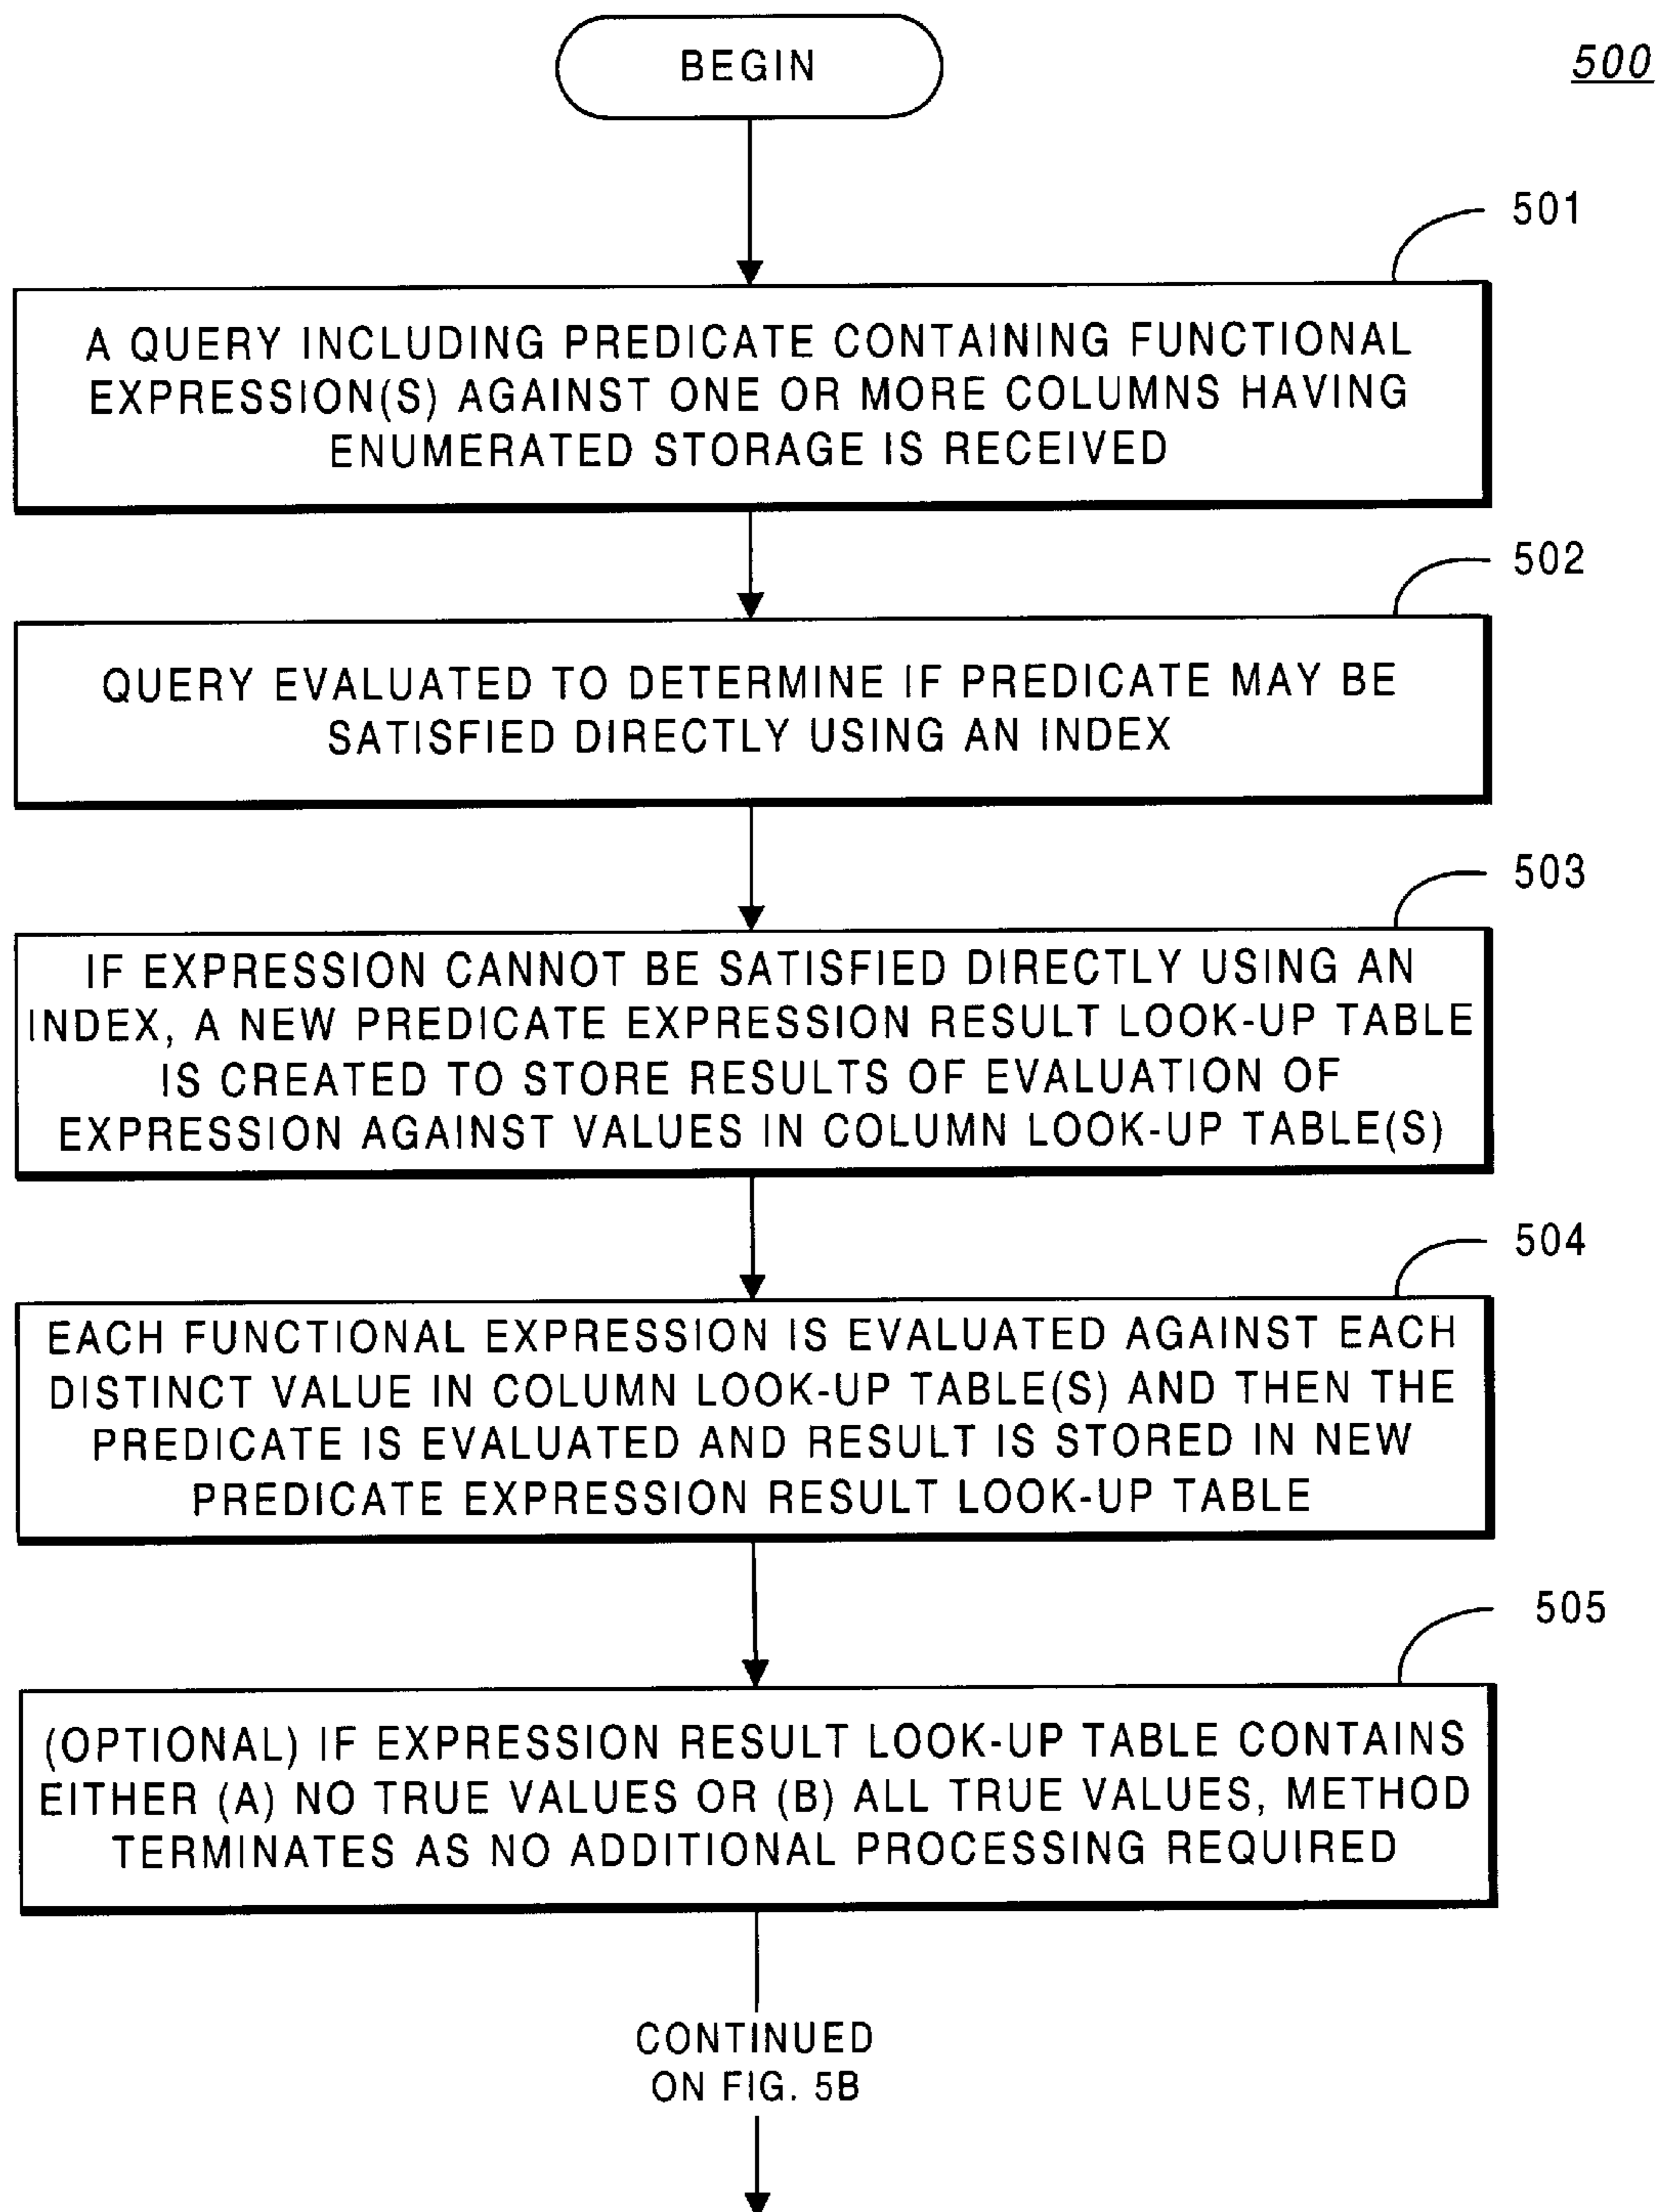 BEGIN
500
501
A QUERY INCLUDING PREDICATE CONTAINING FUNCTIONAL
EXPRESSION(S) AGAINST ONE OR MORE COLUMNS HAVING
ENUMERATED STORAGE IS RECEIVED
502
QUERY EVALUATED TO DETERMINE IF PREDICATE MAY BE
SATISFIED DIRECTLY USING AN INDEX
503
IF EXPRESSION CANNOT BE SATISFIED DIRECTLY USING AN
INDEX, A NEW PREDICATE EXPRESSION RESULT LOOK-UP TABLE
IS CREATED TO STORE RESULTS OF EVALUATION OF
EXPRESSION AGAINST VALUES IN COLUMN LOOK-UP TABLE(S)
504
EACH FUNCTIONAL EXPRESSION IS EVALUATED AGAINST EACH
DISTINCT VALUE IN COLUMN LOOK-UP TABLE(S) AND THEN THE
PREDICATE IS EVALUATED AND RESULT IS STORED IN NEW
PREDICATE EXPRESSION RESULT LOOK-UP TABLE
505
(OPTIONAL) IF EXPRESSION RESULT LOOK-UP TABLE CONTAINS
EITHER (A) NO TRUE VALUES OR (B) ALL TRUE VALUES, METHOD
TERMINATES AS NO ADDITIONAL PROCESSING REQUIRED
CONTINUED
ON FIG. 5B